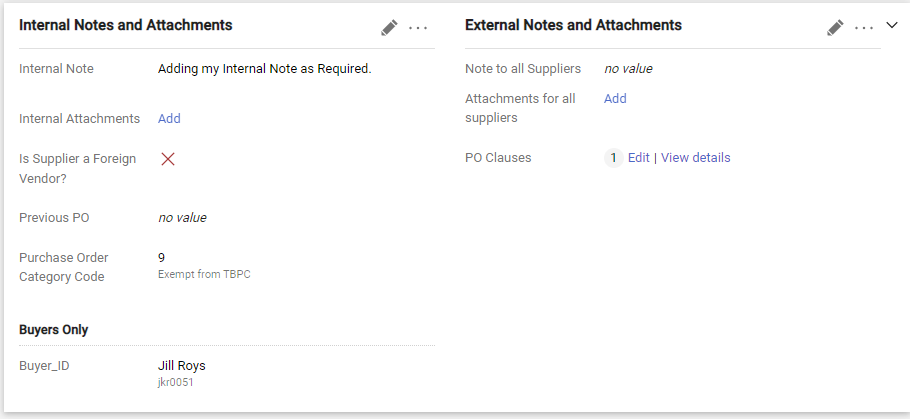 Internal Notes and Attachments
Internal Note Adding my Internal Note as Required.
Internal Attachments Add
Is Supplier a Foreign
Vendor?
Previous PO no value
Purchase Order 9
Category Code Exempt from TBPC
Buyers Only
Buyer_ID Jill Roys
jkr0051
External Notes and Attachments
Note to all Suppliers no value
Attachments for all Add
suppliers
PO Clauses 1 Edit | View details